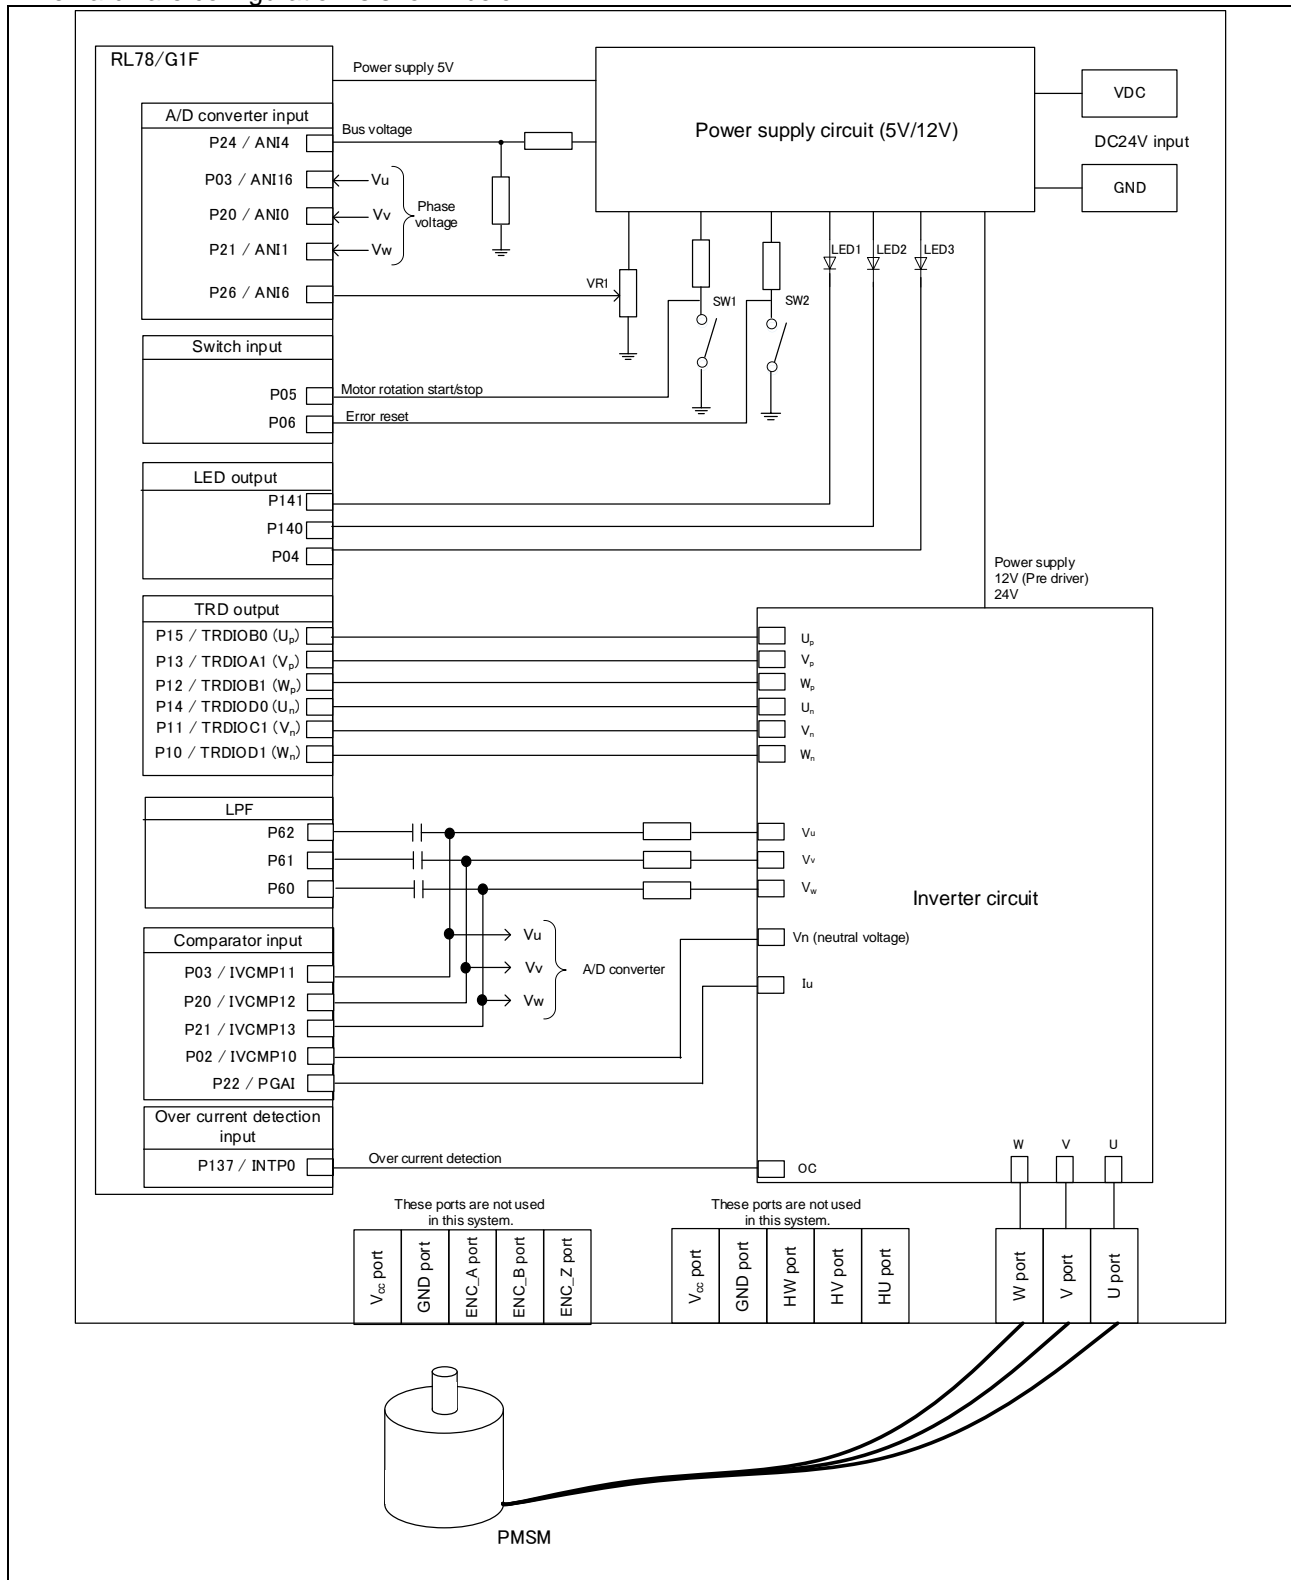 RL78/G1F
Power supply 5V
A/D converter input
P24 / ANI4
Bus voltage
P03 / ANI16
Vu
P20 / ANI0
Vv
Phase
voltage
P21 / ANI1
Vw
P26 / ANI6
VR1
Power supply circuit (5V/12V)
VDC
DC24V input
GND
SW1
SW2
LED1
LED2
LED3
Switch input
P05
Motor rotation start/stop
P06
Error reset
LED output
P141
P140
P04
Power supply
12V (Pre driver)
24V
TRD output
P15 / TRDIOB0 (Up)
P13 / TRDIOA1 (Vp)
P12 / TRDIOB1 (Wp)
P14 / TRDIOD0 (Un)
P11 / TRDIOC1 (Vn)
P10 / TRDIOD1 (Wn)
Up
Vp
Wp
Un
Vn
Wn
LPF
P62
P61
P60
Vu
Vv
Vw
Inverter circuit
Vn (neutral voltage)
Iu
Comparator input
P03 / IVCMP11
P20 / IVCMP12
P21 / IVCMP13
P02 / IVCMP10
P22 / PGAI
Vu
Vv
Vw
A/D converter
Over current detection
input
P137 / INTP0
Over current detection
OC
W
V
U
These ports are not used
in this system.
Vcc port
GND port
ENC_A port
ENC_B port
ENC_Z port
These ports are not used
in this system.
Vcc port
GND port
HW port
HV port
HU port
W port
V port
U port
PMSM